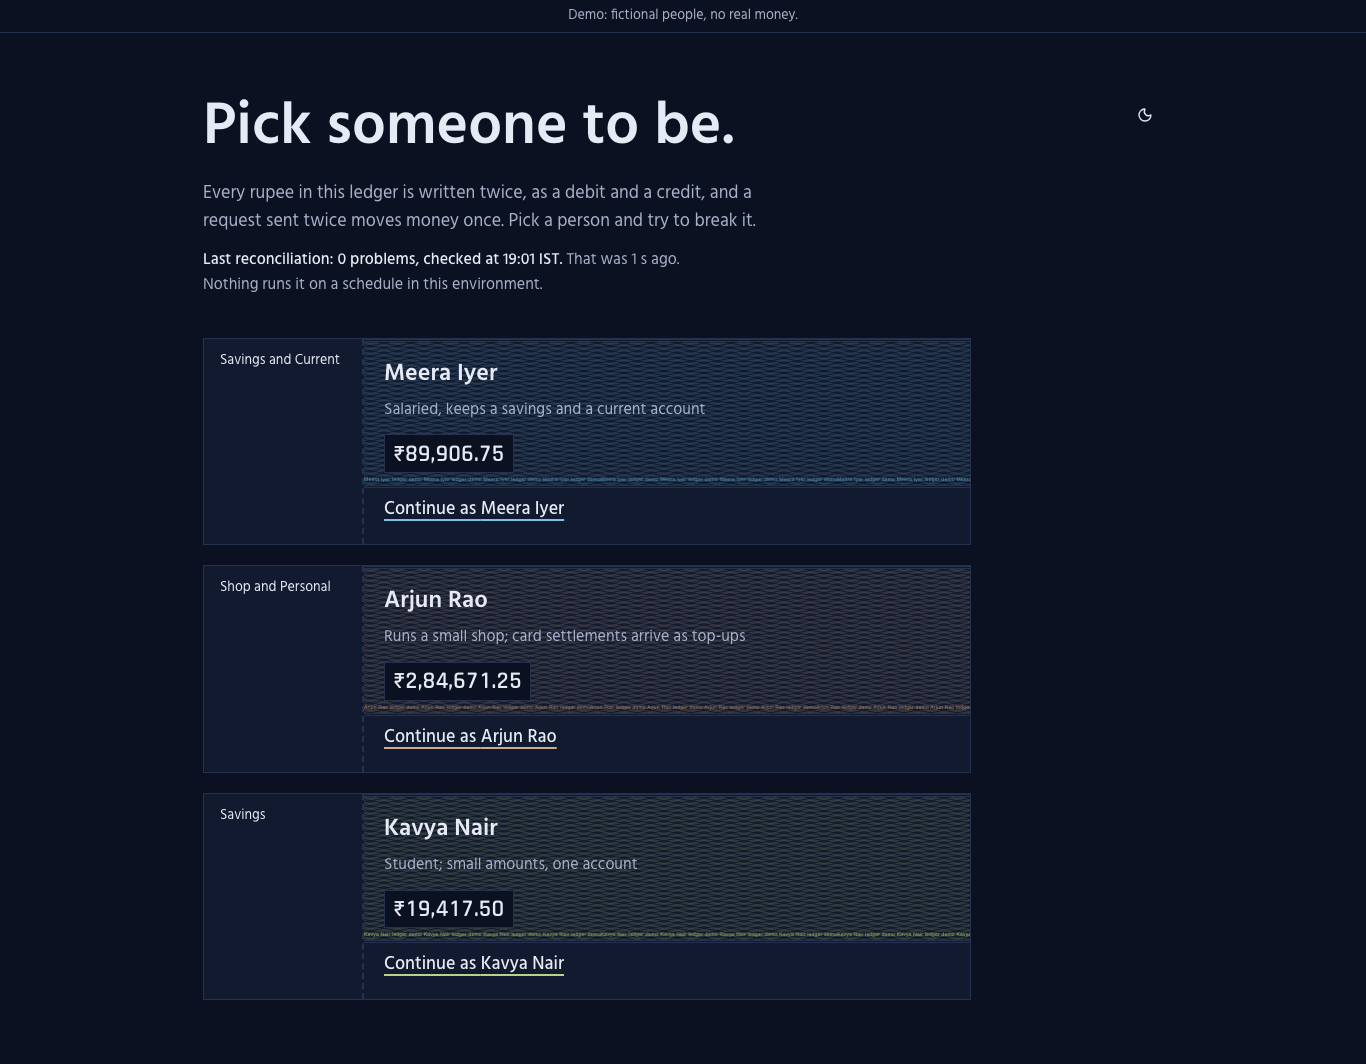 Demo: fictional people, no real money.
Pick someone to be.
Every rupee in this ledger is written twice, as a debit and a credit, and a
request sent twice moves money once. Pick a person and try to break it.
Last reconciliation: 0 problems, checked at 19:01 IST. That was 1 s ago.
Nothing runs it on a schedule in this environment.
Savings and Current
Meera Iyer
Salaried, keeps a savings and a current account
₹89,906.75
Continue as Meera Iyer
Shop and Personal
Arjun Rao
Runs a small shop; card settlements arrive as top-ups
₹2,84,671.25
Continue as Arjun Rao
Savings
Kavya Nair
Student; small amounts, one account
₹19,417.50
Continue as Kavya Nair